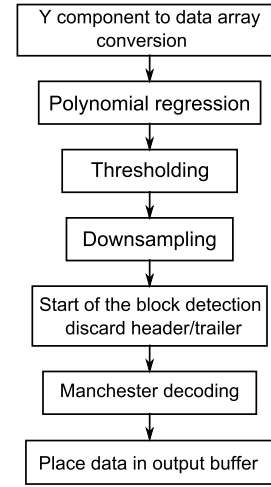 Y component to data array
conversion
Polynomial regression
Thresholding
Downsampling
Start of the block detection
discard header/trailer
Manchester decoding
Place data in output buffer